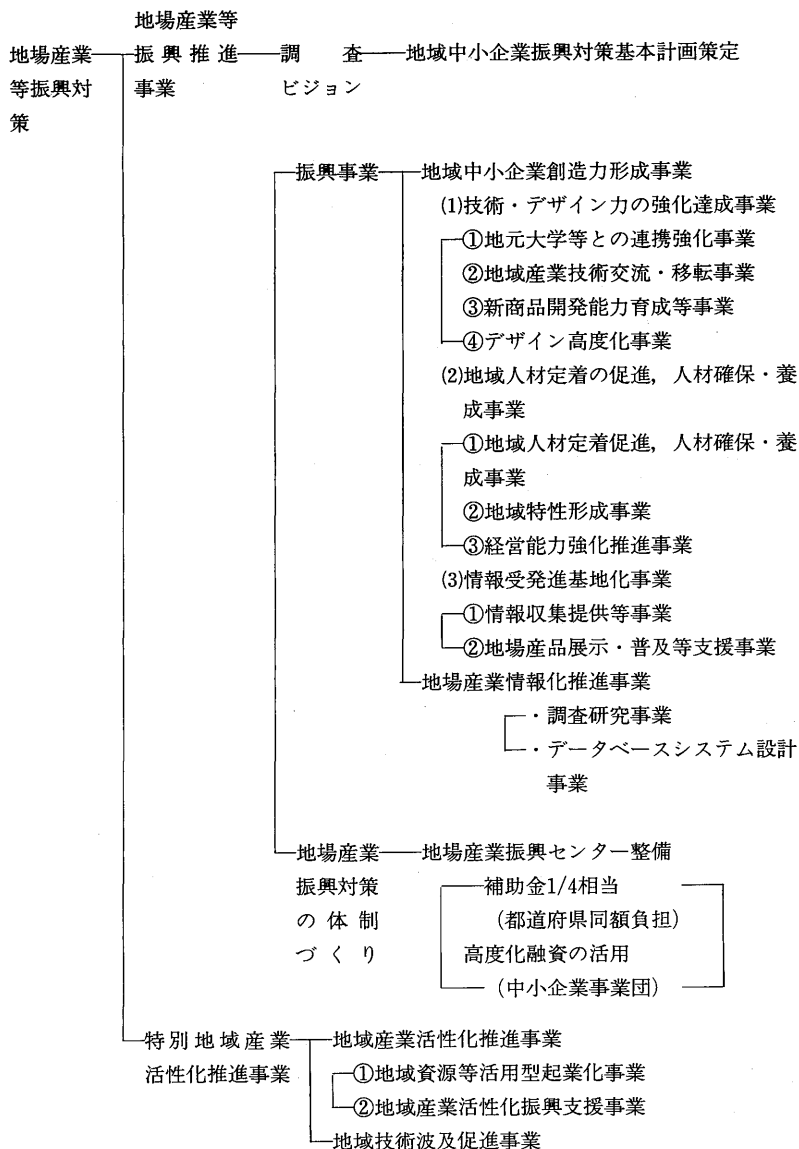 地場産業等
地場産業 振興推進 調査 地域中小企業振興対策基本計画策定
等振興対 事業 ビジョン
策
振興事業 地域中小企業創造力形成事業
(1)技術・デザイン力の強化達成事業
①地元大学等との連携強化事業
②地域産業技術交流・移転事業
③新商品開発能力育成等事業
④デザイン高度化事業
(2)地域人材定着の促進，人材確保・養
成事業
①地域人材定着促進，人材確保・養
成事業
②地域特性形成事業
③経営能力強化推進事業
(3)情報受発進基地化事業
①情報収集提供等事業
②地場産品展示・普及等支援事業
地場産業情報化推進事業
・調査研究事業
・データベースシステム設計
事業
地場産業 地場産業振興センター整備
振興対策 補助金1/4相当
の体制 (都道府県同額負担)
づくり 高度化融資の活用
(中小企業事業団)
特別地域産業 地域産業活性化推進事業
活性化推進事業 ①地域資源等活用型起業化事業
②地域産業活性化振興支援事業
地域技術波及促進事業